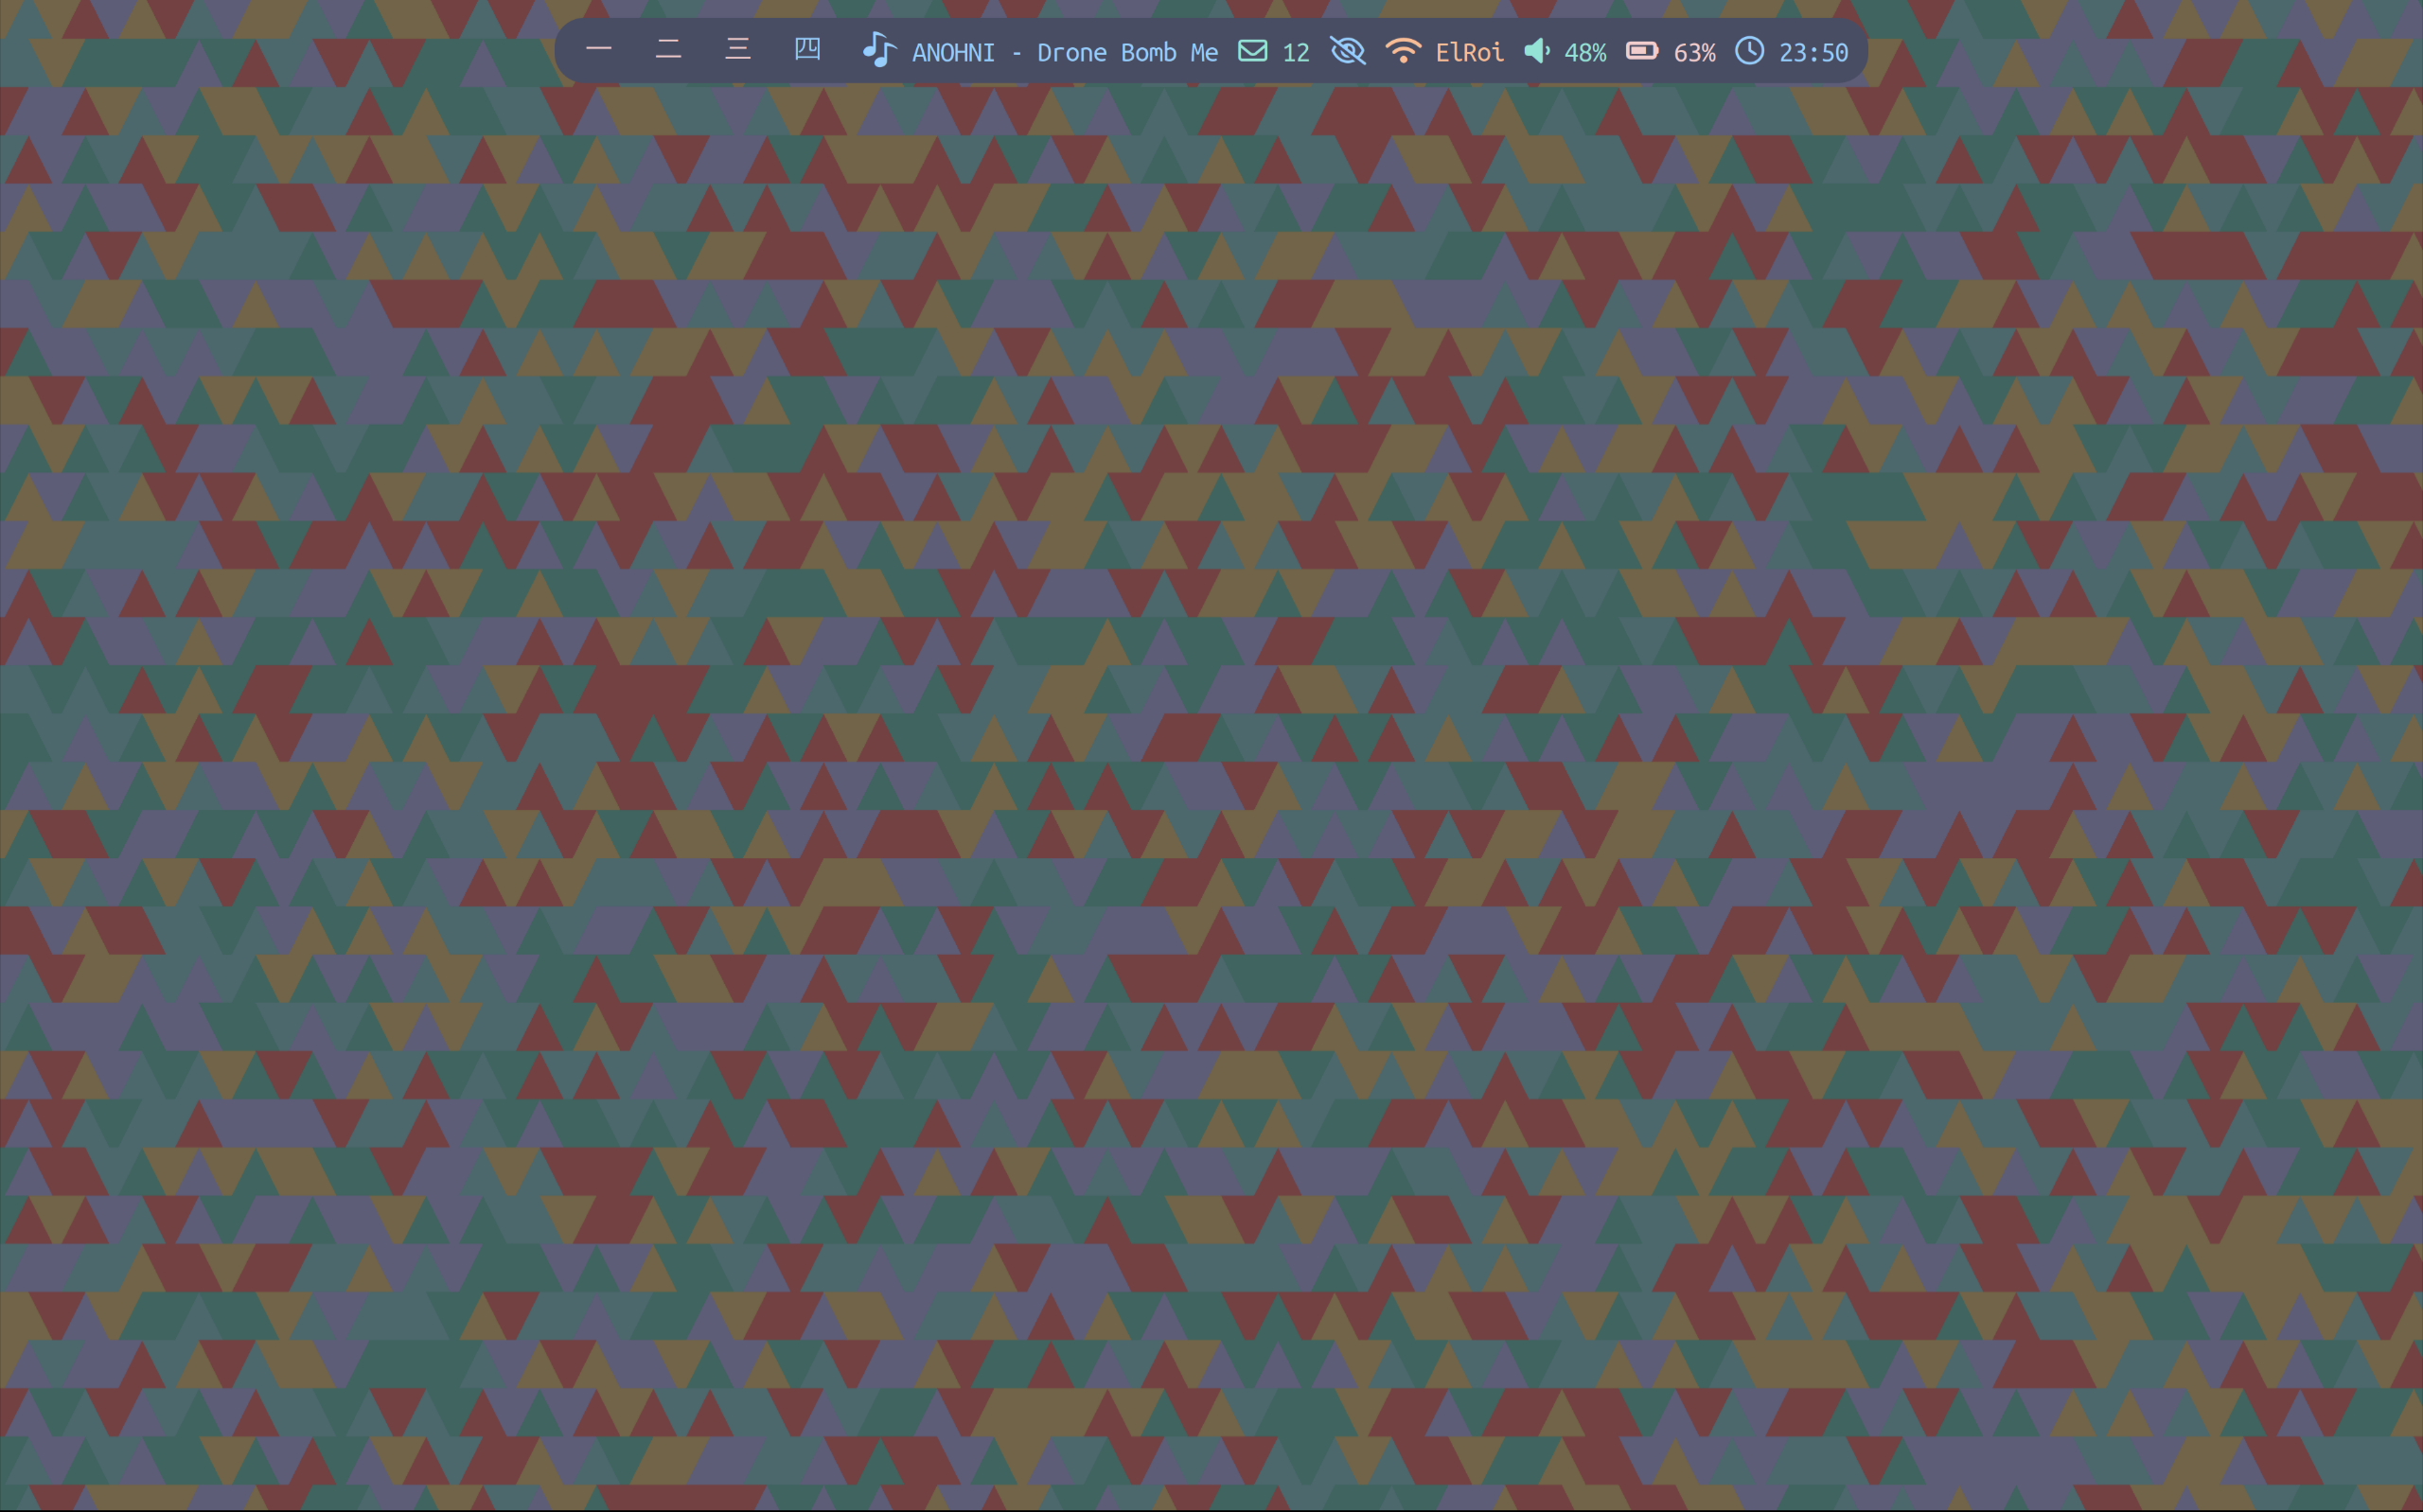 一 二 三 四 ANOHNI - Drone Bomb Me 12 ElRoi 48% 63% 23:50